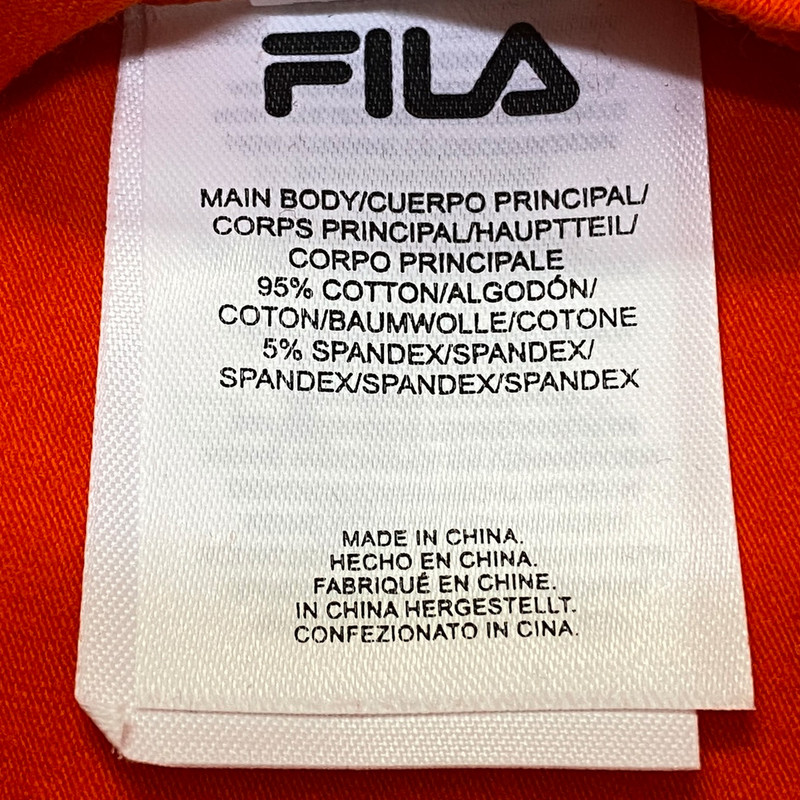 FILA
MAIN BODY/CUERPO PRINCIPAL/
CORPS PRINCIPAL/HAUPTTEIL/
CORPO PRINCIPALE
95% COTTON/ALGODÓN/
COTON/BAUMWOLLE/COTONE
5% SPANDEX/SPANDEX/
SPANDEX/SPANDEX/SPANDEX
MADE IN CHINA.
HECHO EN CHINA.
FABRIQUÉ EN CHINE.
IN CHINA HERGESTELLT.
CONFEZIONATO IN CINA.